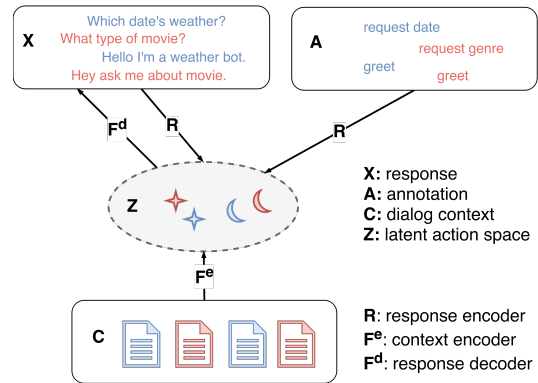 Which date's weather?
X
What type of movie?
Hello I'm a weather bot.
Hey ask me about movie.
request date
A
request genre
greet
greet
F^d
R
R
Z
X: response
A: annotation
C: dialog context
Z: latent action space
F^e
C
R: response encoder
F^e: context encoder
F^d: response decoder